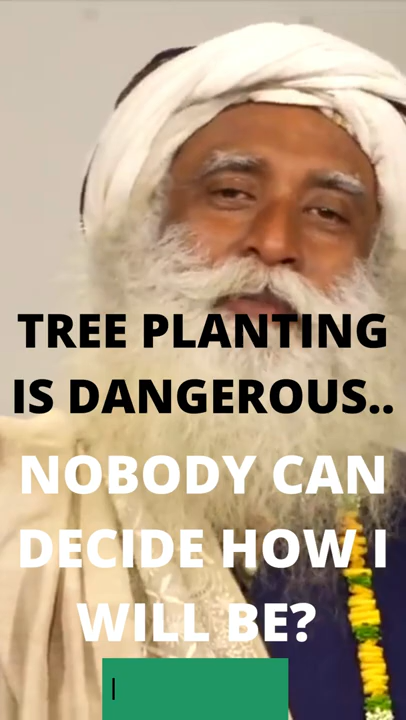 TREE PLANTING
IS DANGEROUS..
NOBODY CAN
DECIDE HOW I
WILL BE?